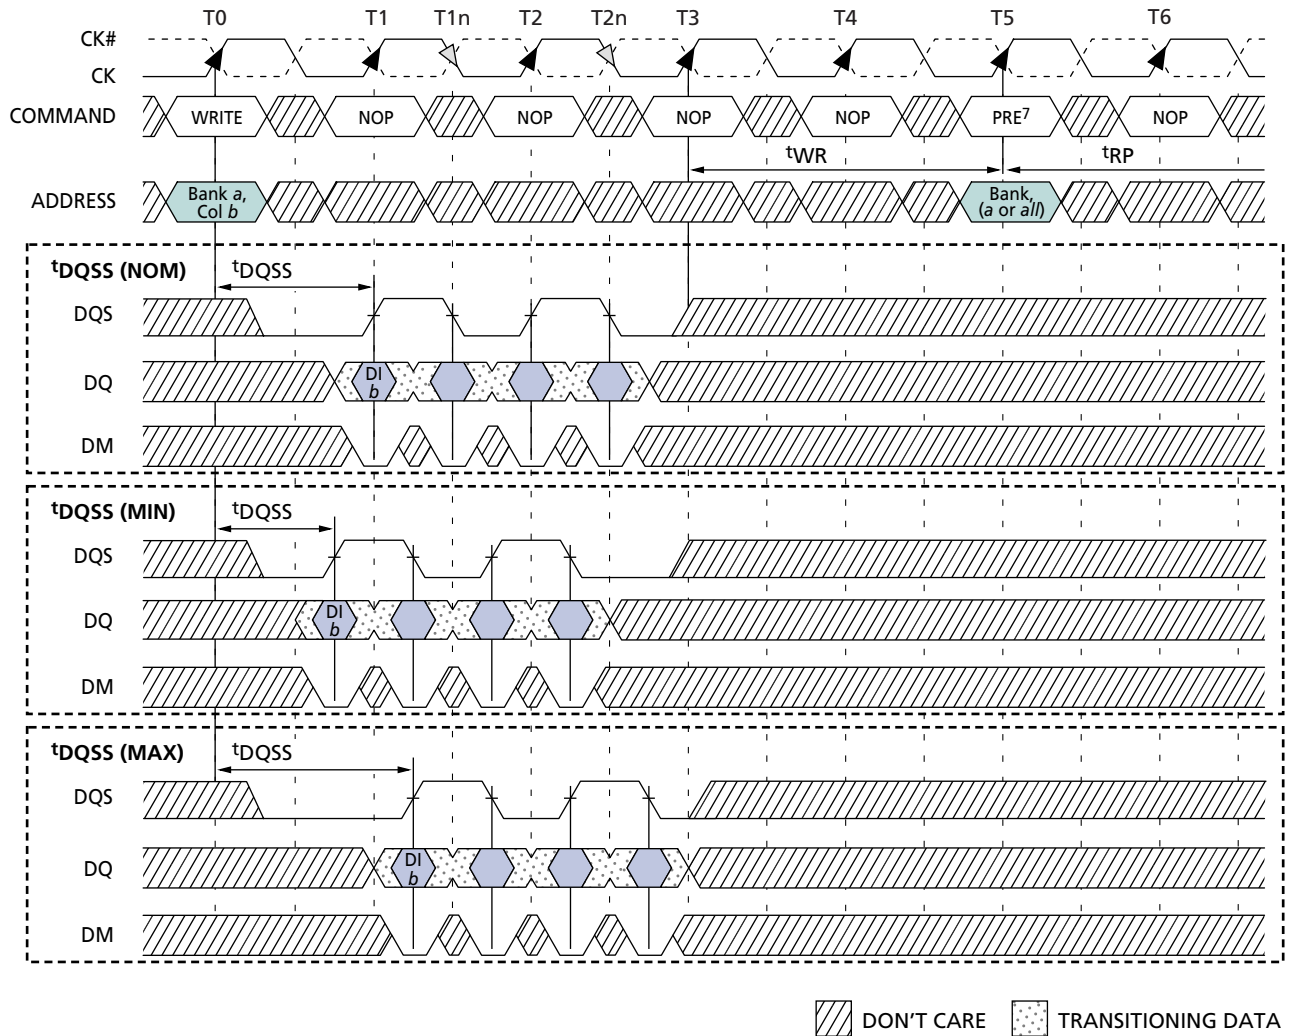 T0 T1 T1n T2 T2n T3 T4 T5 T6
CK#
CK
COMMAND WRITE NOP NOP NOP NOP PRE7 NOP
tWR tRP
ADDRESS Bank a, Col b Bank, (a or all)
tDQSS (NOM) tDQSS
DQS
DQ DI b
DM
tDQSS (MIN) tDQSS
DQS
DQ DI b
DM
tDQSS (MAX) tDQSS
DQS
DQ DI b
DM
DON'T CARE TRANSITIONING DATA